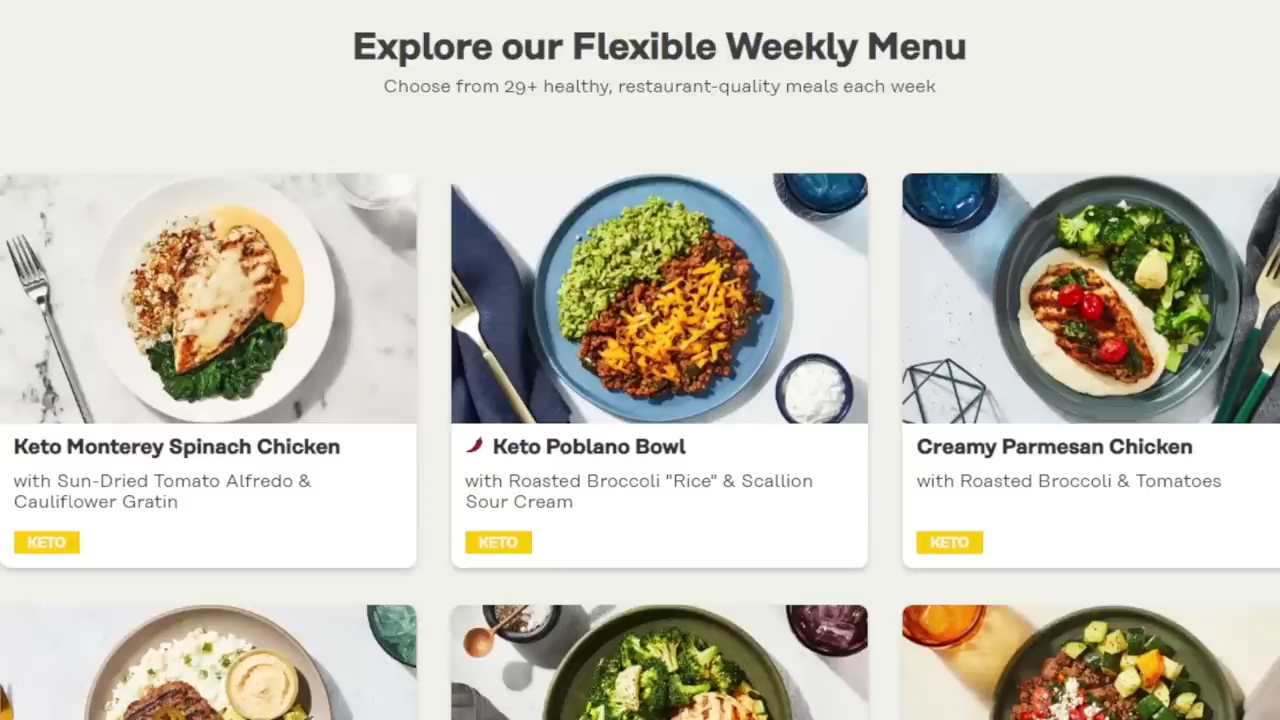 Explore our Flexible Weekly Menu
Choose from 29+ healthy, restaurant-quality meals each week
Keto Monterey Spinach Chicken
with Sun-Dried Tomato Alfredo &
Cauliflower Gratin
KETO
Keto Poblano Bowl
with Roasted Broccoli "Rice" & Scallion
Sour Cream
KETO
Creamy Parmesan Chicken
with Roasted Broccoli & Tomatoes
KETO